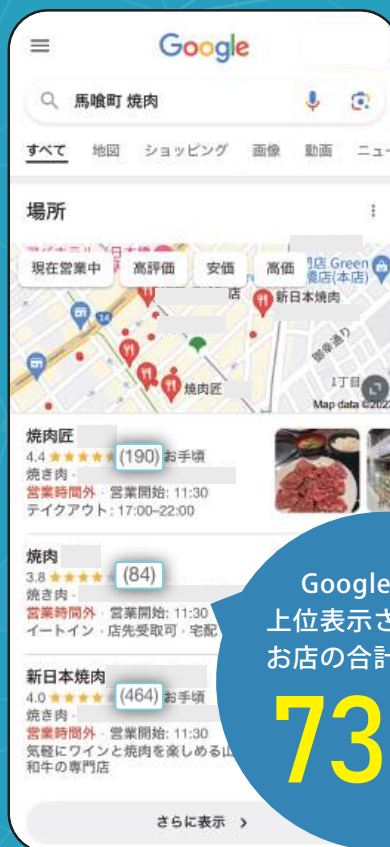 Google
馬喰町 焼肉
すべて 地図 ショッピング 画像 動画 ニュー
場所
現在営業中 高評価 安価 高価
店 Green
橋店(本店)
店 新日本焼肉
焼肉匠
1丁目
Map data ©202
焼肉匠
4.4 ★★★★★ (190) お手頃
焼き肉 ·
営業時間外 · 営業開始: 11:30
テイクアウト: 17:00–22:00
焼肉
3.8 ★★★★ (84)
焼き肉 ·
営業時間外 · 営業開始: 11:30
イートイン · 店先受取可 · 宅配
新日本焼肉
4.0 ★★★★ (464) お手頃
焼き肉 ·
営業時間外 · 営業開始: 11:30
気軽にワインと焼肉を楽しめる山
和牛の専門店
さらに表示 >
Google
上位表示さ
お店の合計
73